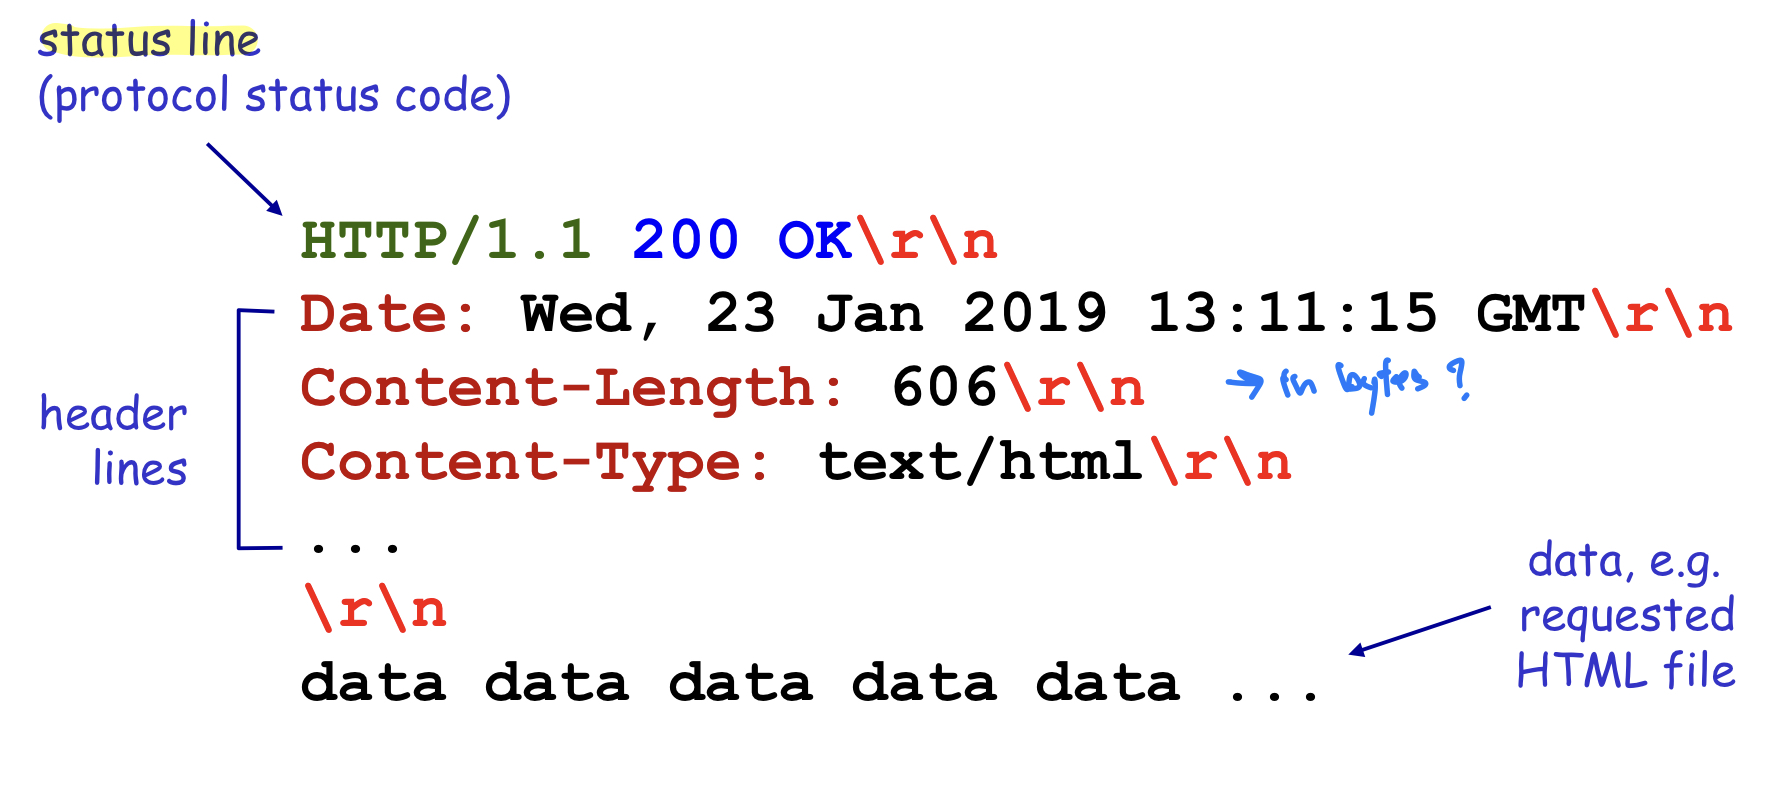 status line
(protocol status code)
HTTP/1.1 200 OK\r\n
Date: Wed, 23 Jan 2019 13:11:15 GMT\r\n
Content-Length: 606\r\n → in bytes ?
Content-Type: text/html\r\n
header
lines
...
\r\n
data data data data data ...
data, e.g.
requested
HTML file